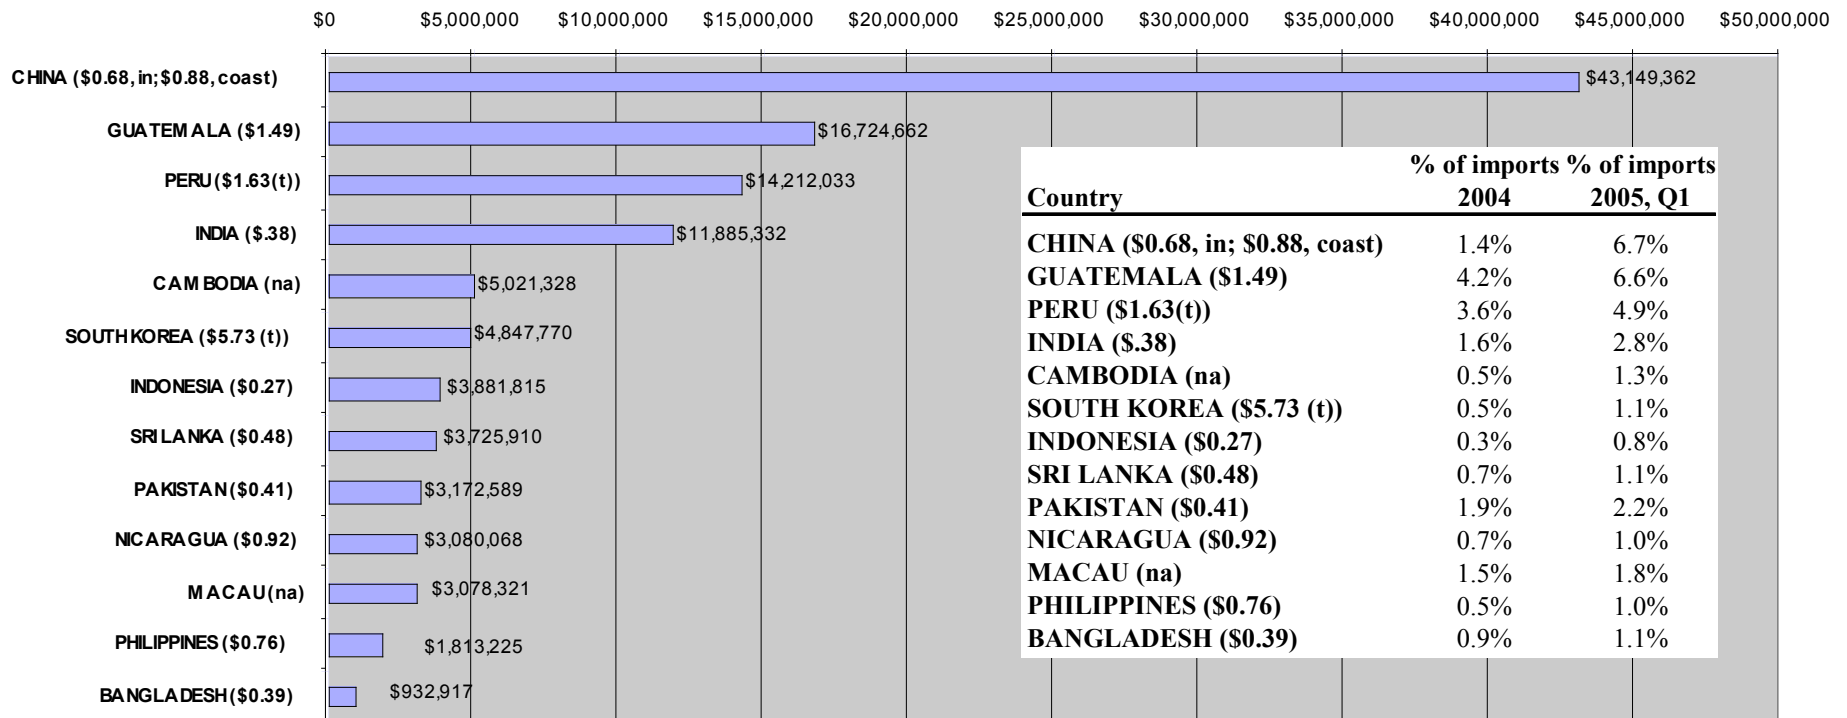 $0 $5,000,000 $10,000,000 $15,000,000 $20,000,000 $25,000,000 $30,000,000 $35,000,000 $40,000,000 $45,000,000 $50,000,000
CHINA ($0.68, in;$0.88, coast) $43,149,362
GUATEMALA ($1.49) $16,724,662
PERU ($1.63(t)) $14,212,033
INDIA ($.38) $11,885,332
CAMBODIA (na) $5,021,328
SOUTH KOREA ($5.73 (t)) $4,847,770
INDONESIA ($0.27) $3,881,815
SRI LANKA ($0.48) $3,725,910
PAKISTAN ($0.41) $3,172,589
NICARAGUA ($0.92) $3,080,068
MACAU (na) $3,078,321
PHILIPPINES ($0.76) $1,813,225
BANGLADESH ($0.39) $932,917
% of imports % of imports
Country 2004 2005, Q1
CHINA ($0.68, in; $0.88, coast) 1.4% 6.7%
GUATEMALA ($1.49) 4.2% 6.6%
PERU ($1.63(t)) 3.6% 4.9%
INDIA ($.38) 1.6% 2.8%
CAMBODIA (na) 0.5% 1.3%
SOUTH KOREA ($5.73 (t)) 0.5% 1.1%
INDONESIA ($0.27) 0.3% 0.8%
SRI LANKA ($0.48) 0.7% 1.1%
PAKISTAN ($0.41) 1.9% 2.2%
NICARAGUA ($0.92) 0.7% 1.0%
MACAU (na) 1.5% 1.8%
PHILIPPINES ($0.76) 0.5% 1.0%
BANGLADESH ($0.39) 0.9% 1.1%